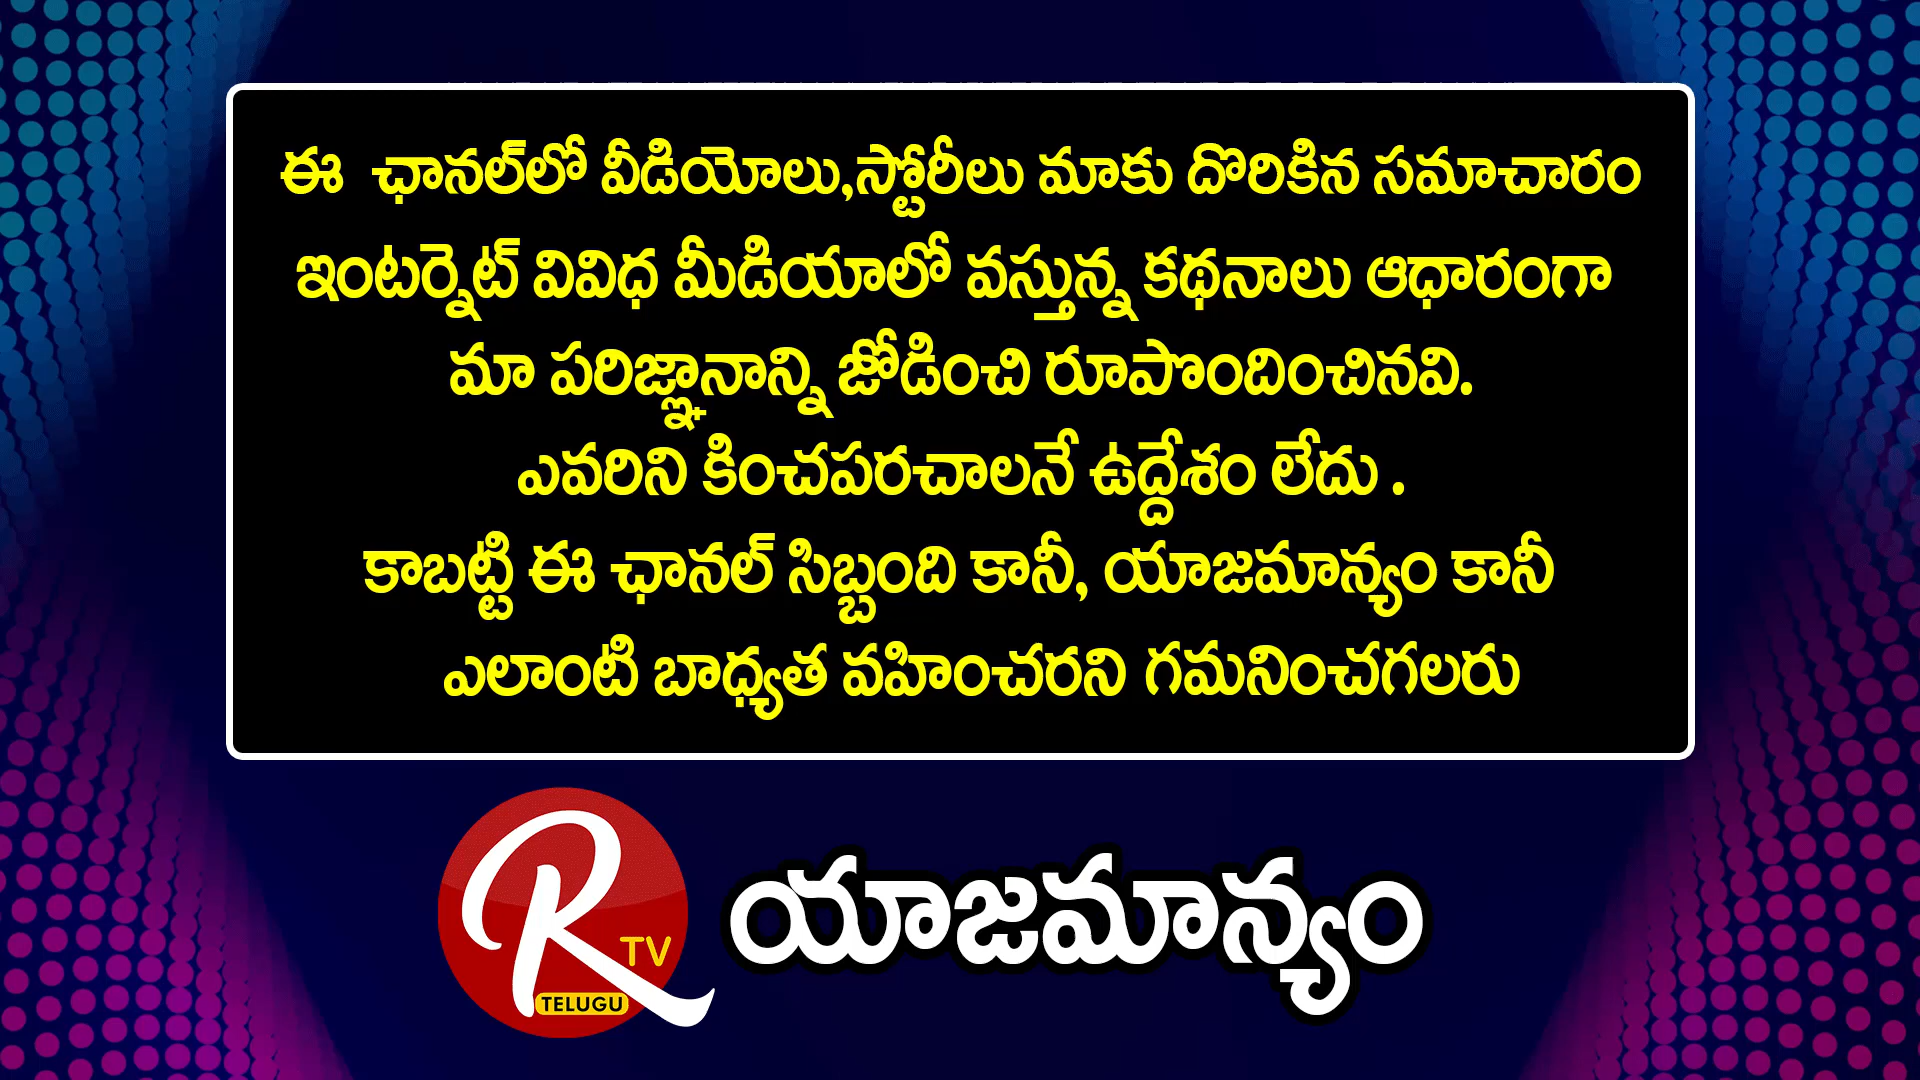 ఈ ఛానల్‌లో వీడియోలు,స్టోరీలు మాకు దొరికిన సమాచారం
ఇంటర్నెట్ వివిధ మీడియాలో వస్తున్న కథనాలు ఆధారంగా
మా పరిజ్ఞానాన్ని జోడించి రూపొందించినవి.
ఎవరిని కించపరచాలనే ఉద్దేశం లేదు .
కాబట్టి ఈ ఛానల్ సిబ్బంది కానీ, యాజమాన్యం కానీ
ఎలాంటి బాధ్యత వహించరని గమనించగలరు
R TV
TELUGU
యాజమాన్యం